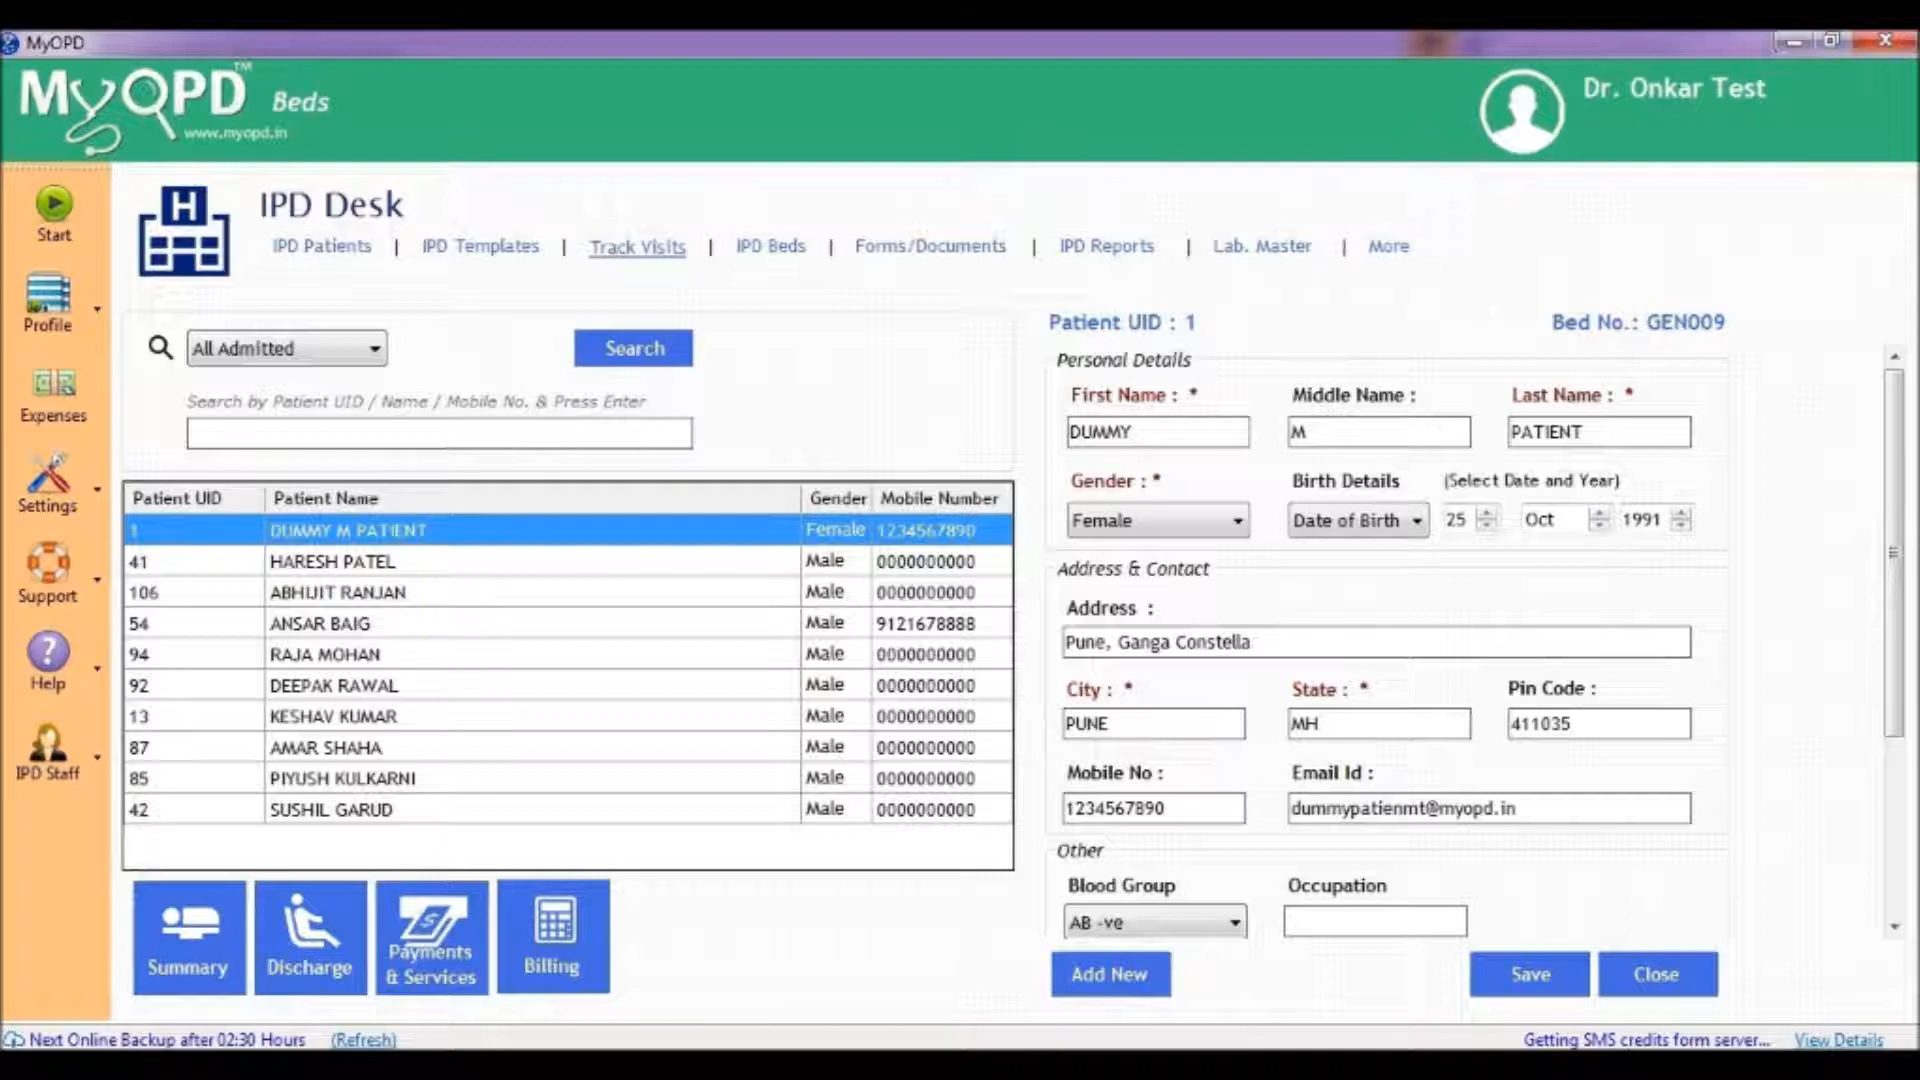 MyOPD
MyOPD™ Beds
www.myopd.in
Dr. Onkar Test
Start
Profile
Expenses
Settings
Support
Help
IPD Staff
H
IPD Desk
IPD Patients | IPD Templates | Track Visits | IPD Beds | Forms/Documents | IPD Reports | Lab. Master | More
All Admitted
Search
Search by Patient UID / Name / Mobile No. & Press Enter
Patient UID Patient Name Gender Mobile Number
1 DUMMY M PATIENT Female 1234567890
41 HARESH PATEL Male 0000000000
106 ABHIJIT RANJAN Male 0000000000
54 ANSAR BAIG Male 9121678888
94 RAJA MOHAN Male 0000000000
92 DEEPAK RAWAL Male 0000000000
13 KESHAV KUMAR Male 0000000000
87 AMAR SHAHA Male 0000000000
85 PIYUSH KULKARNI Male 0000000000
42 SUSHIL GARUD Male 0000000000
Summary
Discharge
Payments
& Services
Billing
Patient UID : 1 Bed No.: GEN009
Personal Details
First Name : * Middle Name : Last Name : *
DUMMY M PATIENT
Gender : * Birth Details (Select Date and Year)
Female Date of Birth 25 Oct 1991
Address & Contact
Address :
Pune, Ganga Constella
City : * State : * Pin Code :
PUNE MH 411035
Mobile No : Email Id :
1234567890 dummypatienmt@myopd.in
Other
Blood Group Occupation
AB -ve
Add New Save Close
Next Online Backup after 02:30 Hours (Refresh)
Getting SMS credits form server... View Details